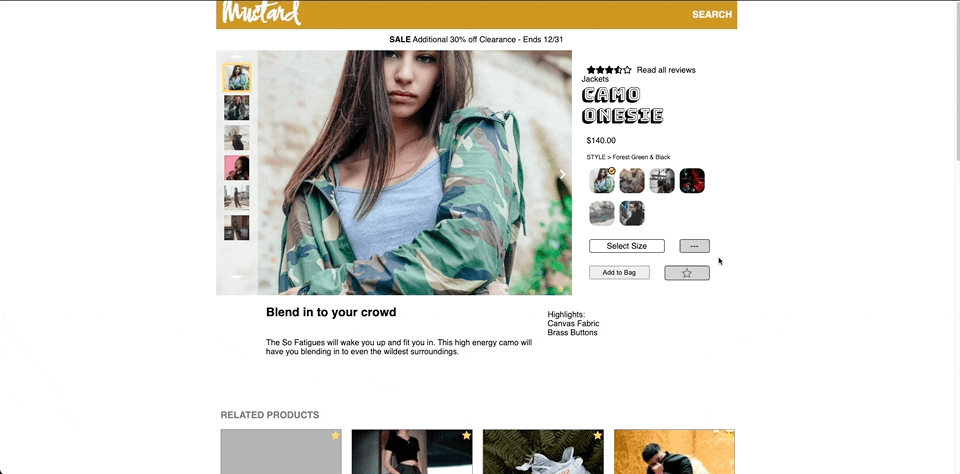 Mustard
SEARCH
SALE Additional 30% off Clearance - Ends 12/31
Read all reviews
Jackets
CAMO
ONESIE
$140.00
STYLE > Forest Green & Black
Select Size
---
Add to Bag
Blend in to your crowd
The So Fatigues will wake you up and fit you in. This high energy camo will
have you blending in to even the wildest surroundings.
Highlights:
Canvas Fabric
Brass Buttons
RELATED PRODUCTS